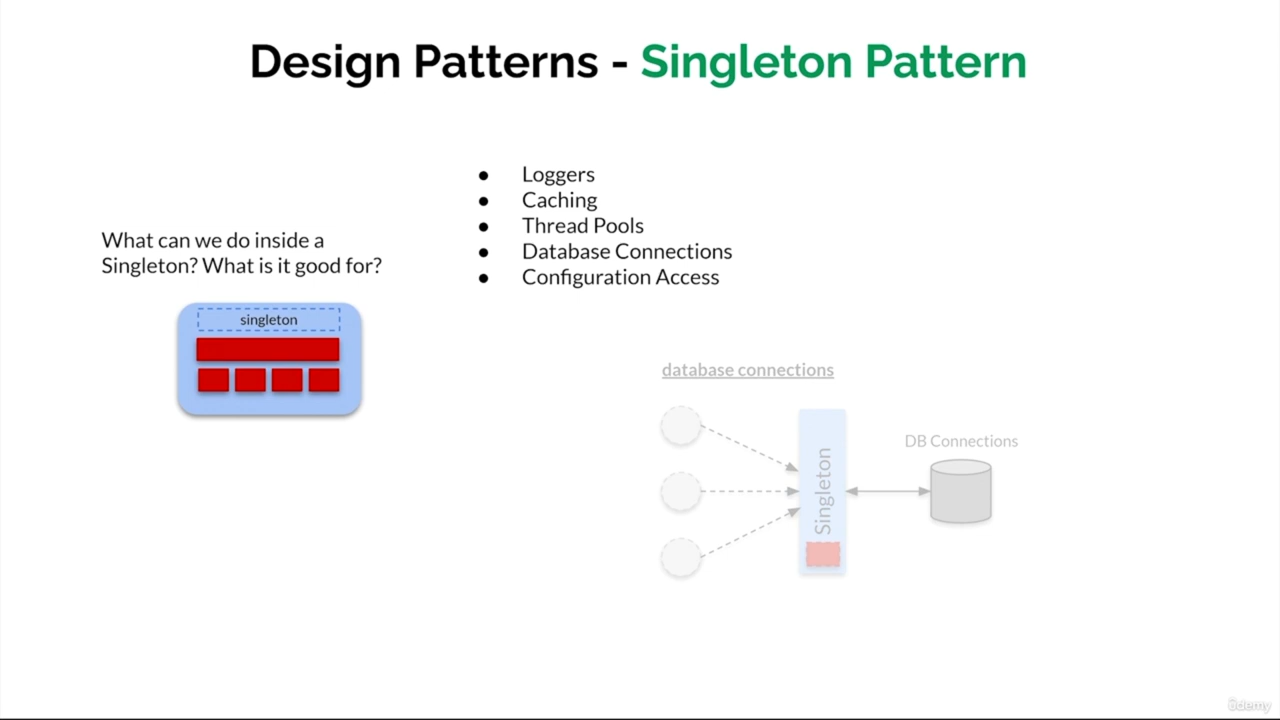 Design Patterns - Singleton Pattern
What can we do inside a
Singleton? What is it good for?
singleton
● Loggers
● Caching
● Thread Pools
● Database Connections
● Configuration Access
database connections
Singleton
DB Connections
ûdemy